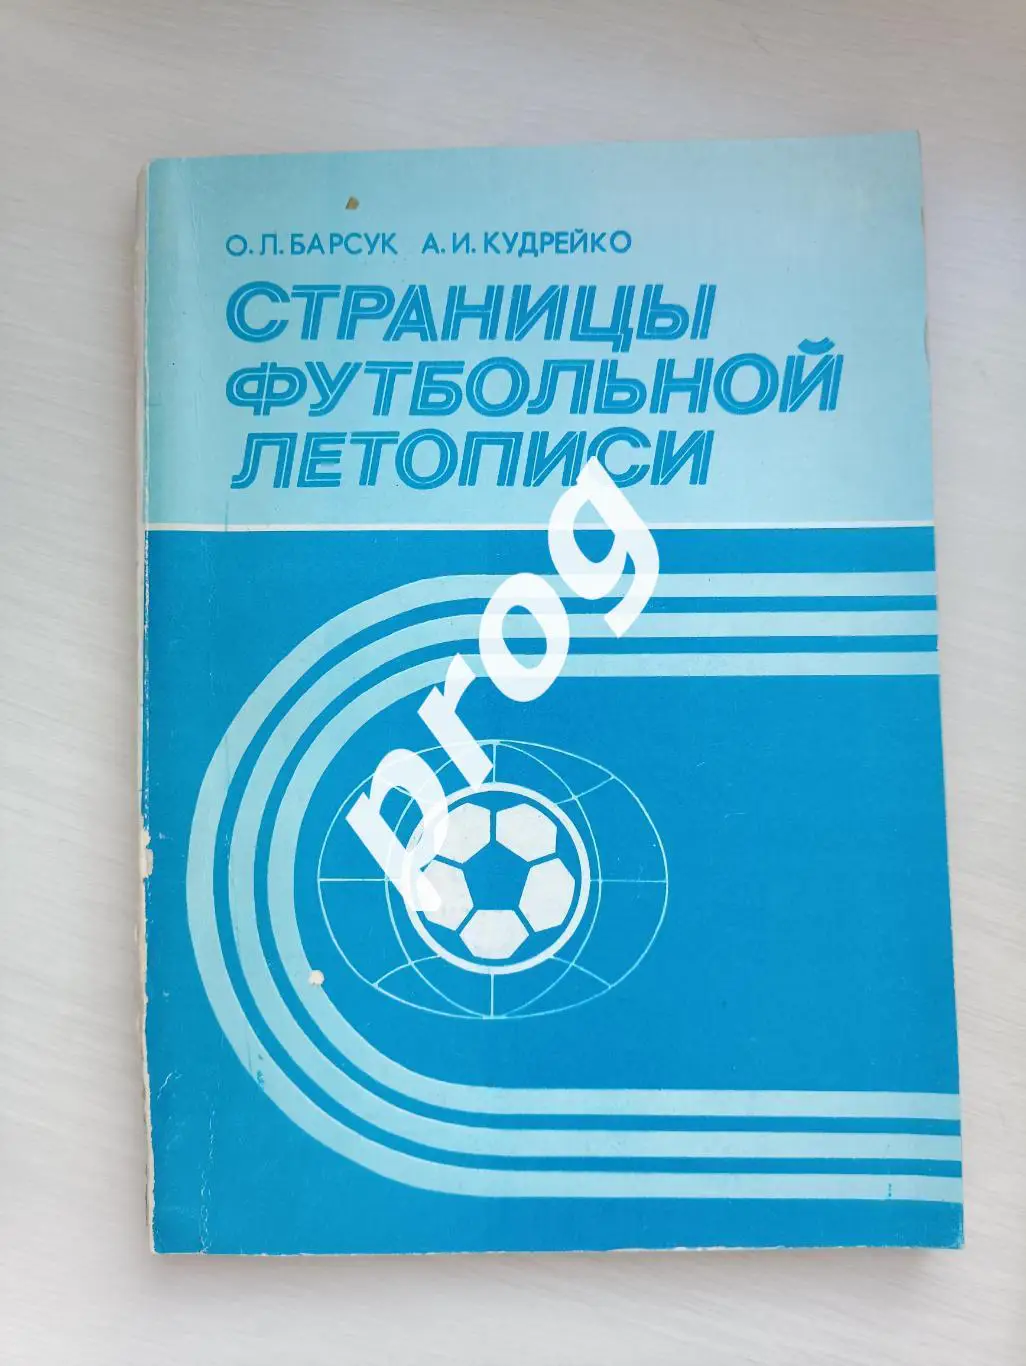 О. Л. БАРСУК А. И. КУДРЕЙКО
СТРАНИЦЫ
ФУТБОЛЬНОЙ
ЛЕТОПИСИ
prog